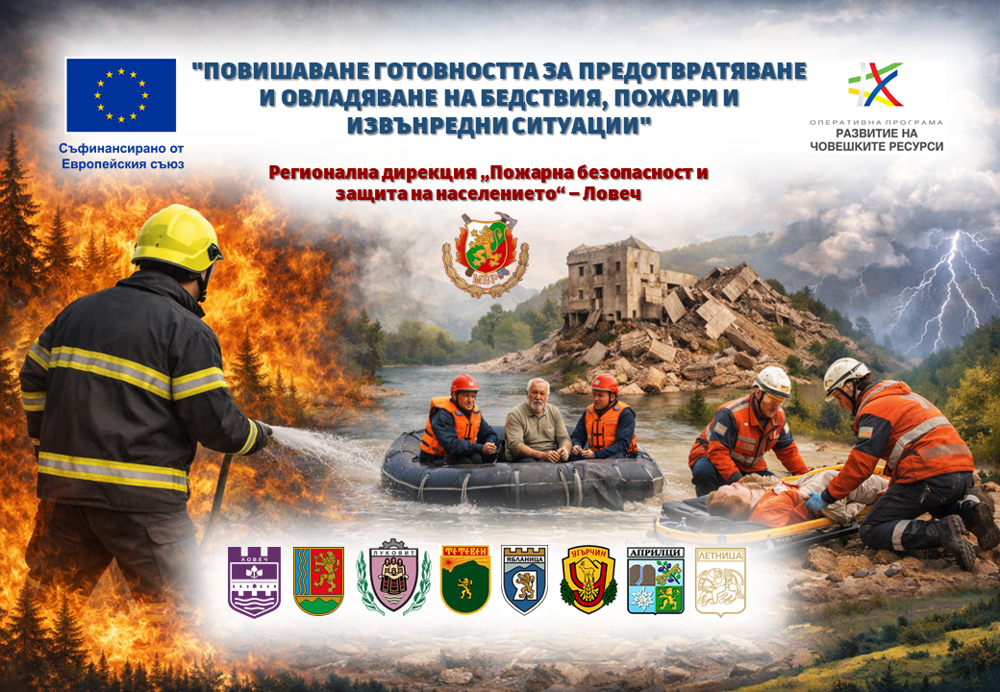 "ПОВИШАВАНЕ ГОТОВНОСТТА ЗА ПРЕДОТВРАТЯВАНЕ
И ОВЛАДЯВАНЕ НА БЕДСТВИЯ, ПОЖАРИ И
ИЗВЪНРЕДНИ СИТУАЦИИ"
Съфинансирано от
Европейския съюз
ОПЕРАТИВНА ПРОГРАМА
РАЗВИТИЕ НА
ЧОВЕШКИТЕ РЕСУРСИ
Регионална дирекция „Пожарна безопасност и
защита на населението“ – Ловеч
МВР
ЛОВЕЧ
ЛУКОВИТ
ТЕТЕВЕН
ЯБЛАНИЦА
УГЪРЧИН
АПРИЛЦИ
ЛЕТНИЦА